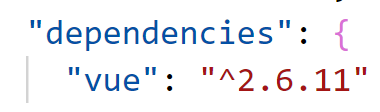 "dependencies": {
"vue": "^2.6.11"